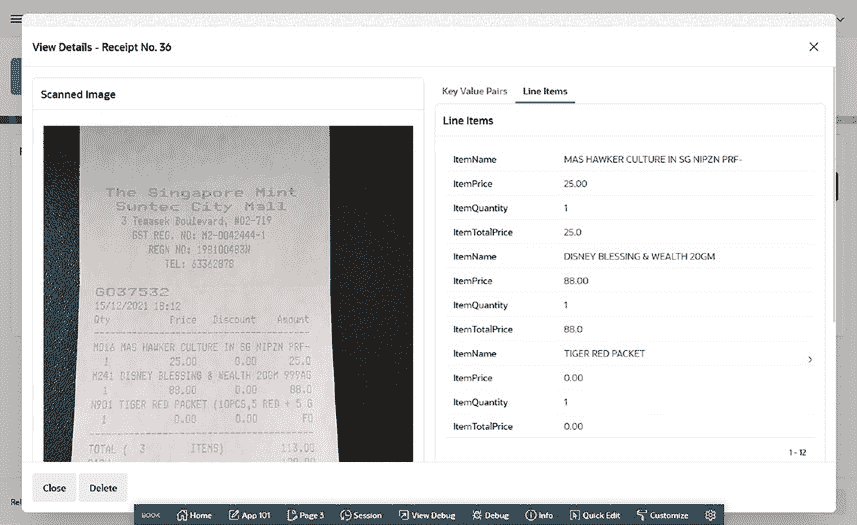 View Details - Receipt No. 36
Scanned Image
The Singapore Mint
Suntec City Mall
3 Temasek Boulevard, #02-719
GST REG. NO: M2-0042444-1
REGN NO: 198100483W
TEL: 63362878
G037532
15/12/2021 18:12
Qty Price Discount Amount
MD16 MAS HAWKER CULTURE IN SG NIPZN PRF-
1 25.00 0.00 25.0
M241 DISNEY BLESSING & WEALTH 20GM 999AG
1 88.00 0.00 88.0
N901 TIGER RED PACKET (10PCS,5 RED + 5 G
1 0.00 0.00 FO
TOTAL ( 3 ITEMS) 113.00
Key Value Pairs
Line Items
Line Items
ItemName MAS HAWKER CULTURE IN SG NIPZN PRF-
ItemPrice 25.00
ItemQuantity 1
ItemTotalPrice 25.0
ItemName DISNEY BLESSING & WEALTH 20GM
ItemPrice 88.00
ItemQuantity 1
ItemTotalPrice 88.0
ItemName TIGER RED PACKET
ItemPrice 0.00
ItemQuantity 1
ItemTotalPrice 0.00
1 - 12
Close
Delete
Rel
BOOK Home App 101 Page 3 Session View Debug Debug Info Quick Edit Customize